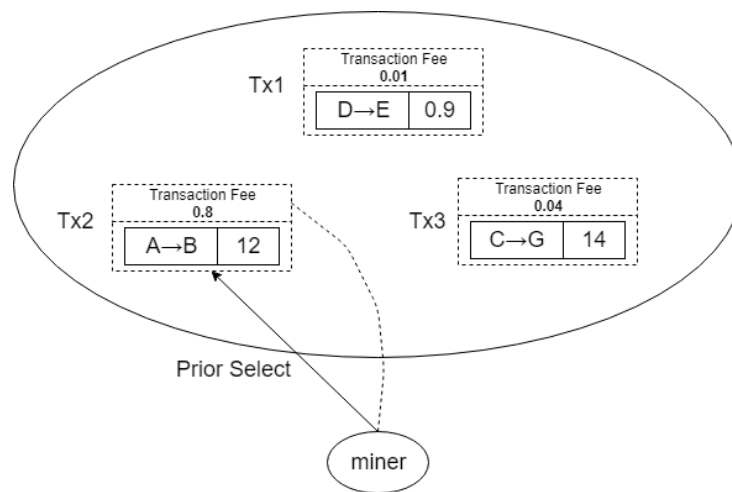 Transaction Fee
0.01
Tx1
D→E 0.9
Transaction Fee
0.8
Tx2
A→B 12
Transaction Fee
0.04
Tx3
C→G 14
Prior Select
miner